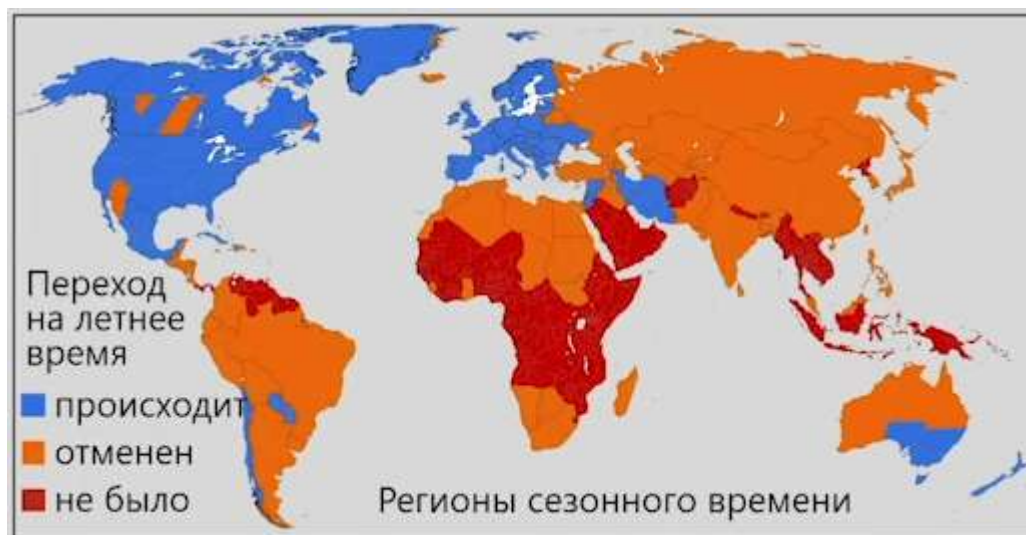 Переход
на летнее
время
происходит
отменен
не было
Регионы сезонного времени